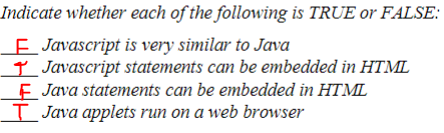 Indicate whether each of the following is TRUE or FALSE:
F Javascript is very similar to Java
T Javascript statements can be embedded in HTML
F Java statements can be embedded in HTML
T Java applets run on a web browser